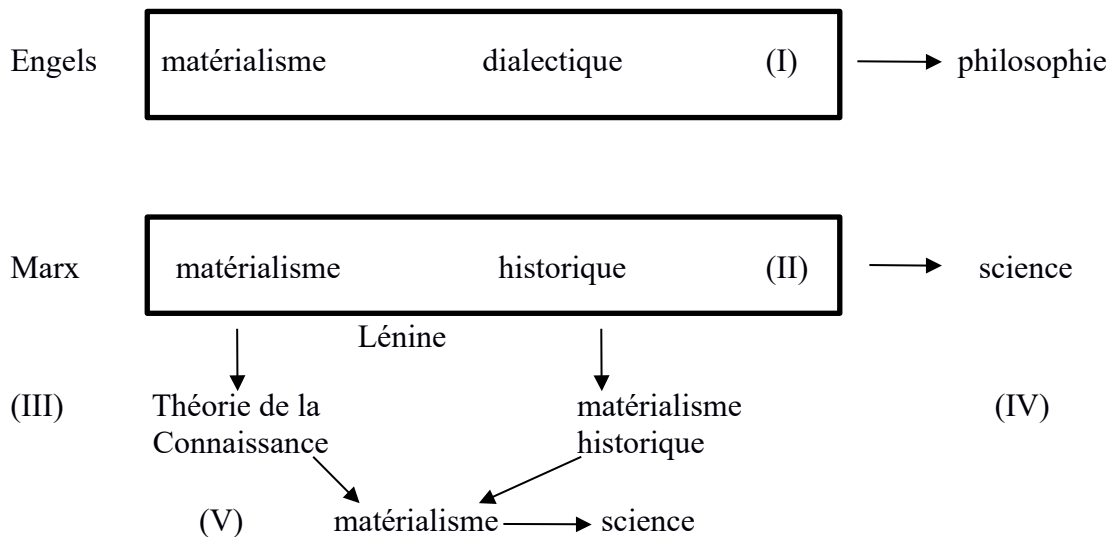 Engels matérialisme dialectique (I) philosophie
Marx matérialisme historique (II) science
Lénine
(III) Théorie de la matérialisme (IV)
Connaissance historique
(V) matérialisme science